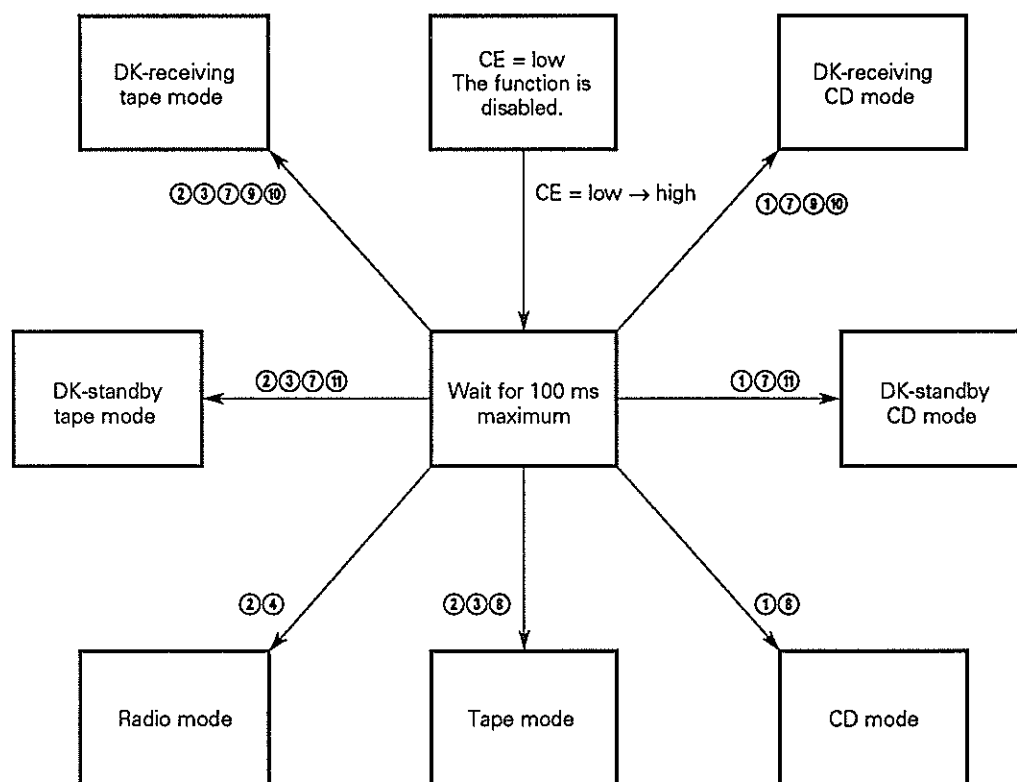 DK-receiving
tape mode
CE = low
The function is
disabled.
DK-receiving
CD mode
②③⑦⑨⑩
CE = low → high
①⑦⑨⑩
DK-standby
tape mode
②③⑦⑪
Wait for 100 ms
maximum
①⑦⑪
DK-standby
CD mode
②④
②③⑧
①⑧
Radio mode
Tape mode
CD mode